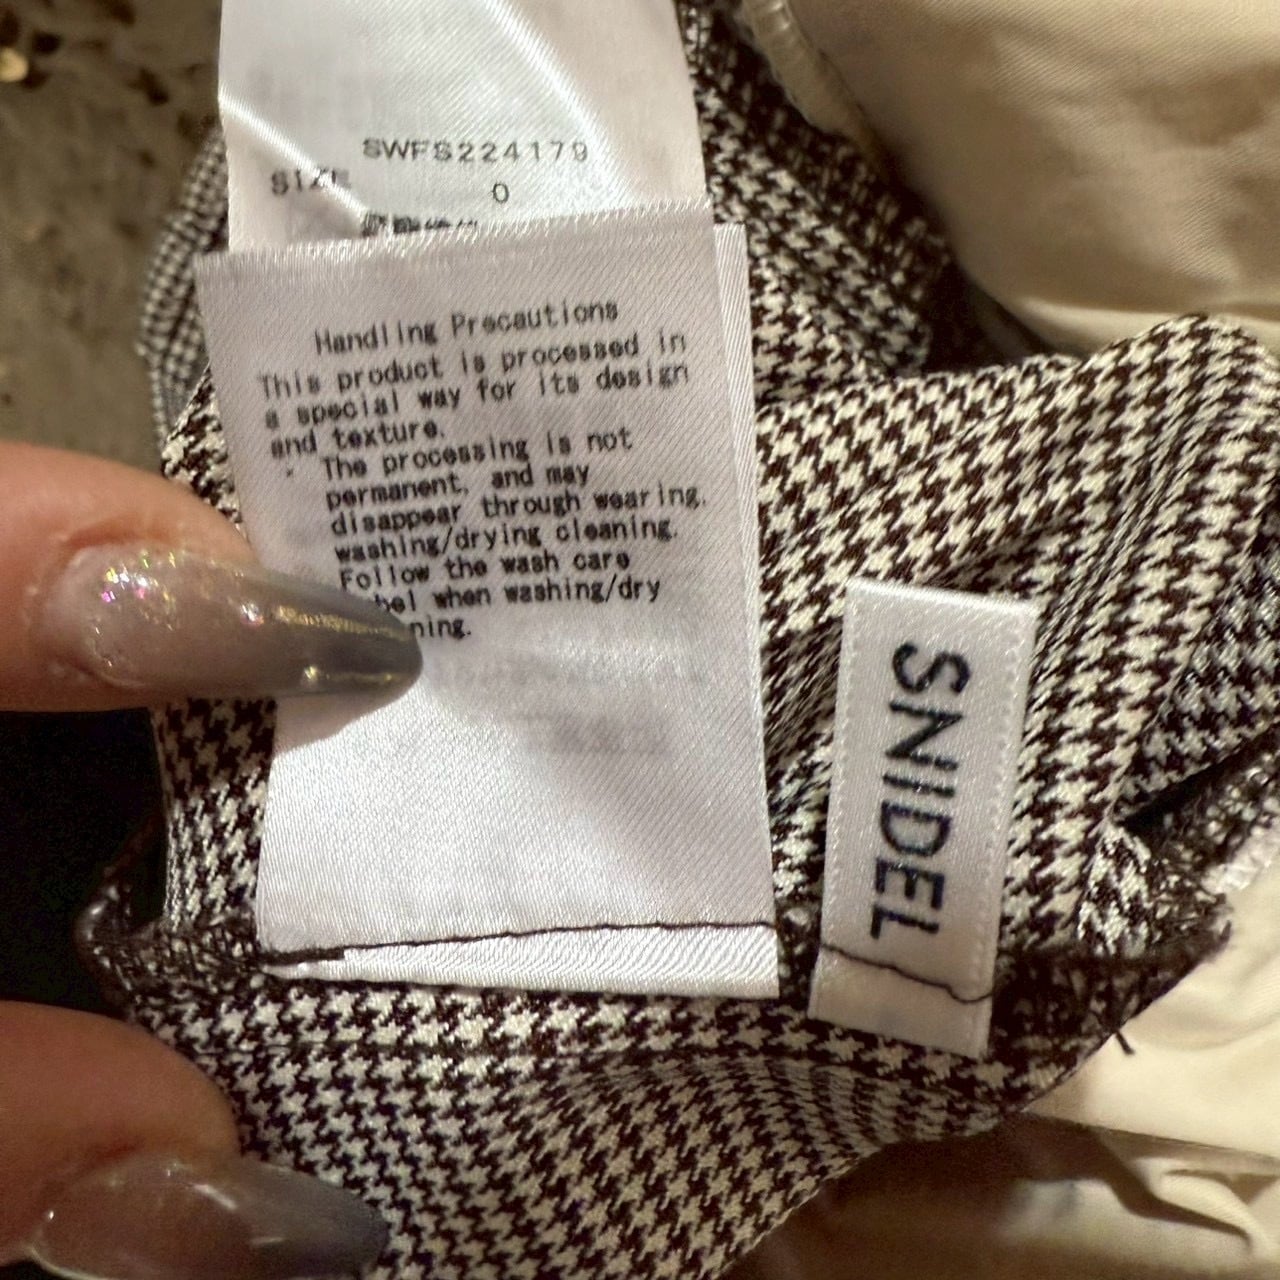 SWFS224179
SIZE 0
Handling Precautions
This product is processed in
a special way for its design
and texture.
· The processing is not
permanent, and may
disappear through wearing,
washing/drying cleaning.
Follow the wash care
bel when washing/dry
ning.
SNIDEL